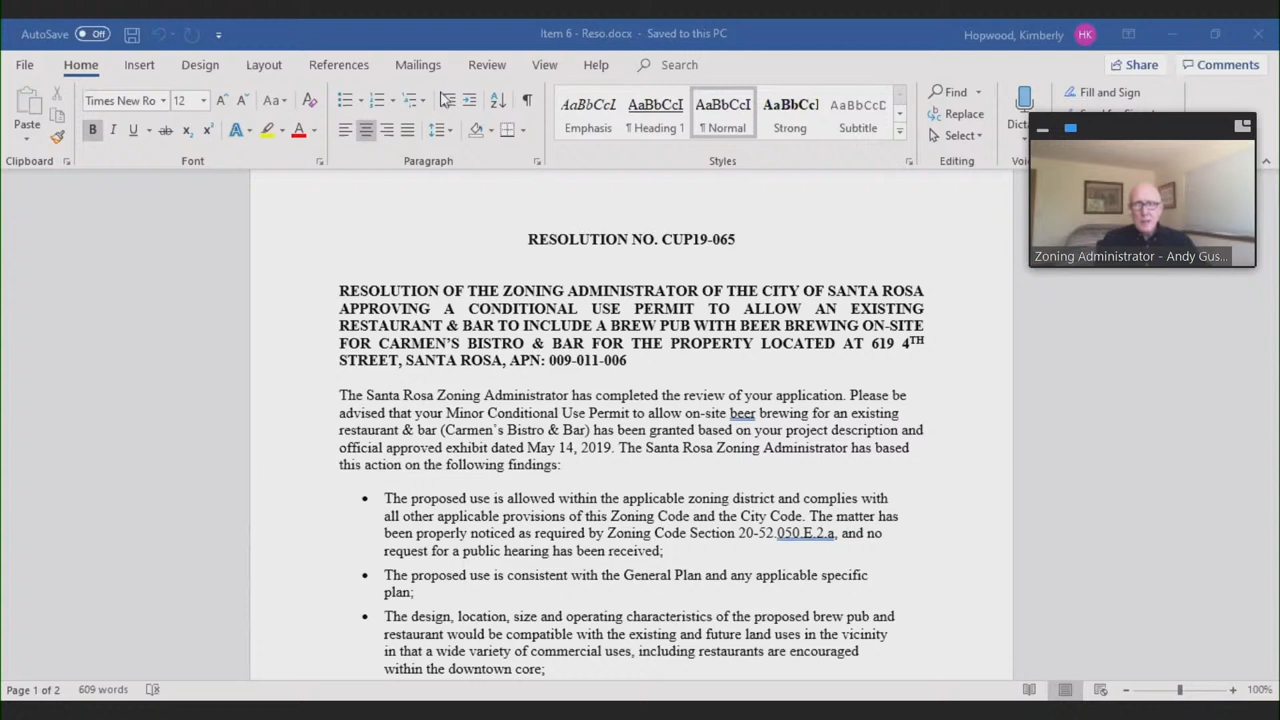 AutoSave Off Item 6 - Reso.docx - Saved to this PC Hopwood, Kimberly HK
File Home Insert Design Layout References Mailings Review View Help Search Share Comments
Times New Ro 12 Aa AaBbCcI AaBbCcI AaBbCcI AaBbCcI AaBbCcD Find Fill and Sign
Paste Replace
B I U ab x₂ x² A A Emphasis ¶ Heading 1 ¶ Normal Strong Subtitle Select
Clipboard Font Paragraph Styles Editing
Zoning Administrator - Andy Gus...
RESOLUTION NO. CUP19-065
RESOLUTION OF THE ZONING ADMINISTRATOR OF THE CITY OF SANTA ROSA
APPROVING A CONDITIONAL USE PERMIT TO ALLOW AN EXISTING
RESTAURANT & BAR TO INCLUDE A BREW PUB WITH BEER BREWING ON-SITE
FOR CARMEN'S BISTRO & BAR FOR THE PROPERTY LOCATED AT 619 4TH
STREET, SANTA ROSA, APN: 009-011-006
The Santa Rosa Zoning Administrator has completed the review of your application. Please be
advised that your Minor Conditional Use Permit to allow on-site beer brewing for an existing
restaurant & bar (Carmen's Bistro & Bar) has been granted based on your project description and
official approved exhibit dated May 14, 2019. The Santa Rosa Zoning Administrator has based
this action on the following findings:
• The proposed use is allowed within the applicable zoning district and complies with
all other applicable provisions of this Zoning Code and the City Code. The matter has
been properly noticed as required by Zoning Code Section 20-52.050.E.2.a, and no
request for a public hearing has been received;
• The proposed use is consistent with the General Plan and any applicable specific
plan;
• The design, location, size and operating characteristics of the proposed brew pub and
restaurant would be compatible with the existing and future land uses in the vicinity
in that a wide variety of commercial uses, including restaurants are encouraged
within the downtown core;
Page 1 of 2 609 words 100%